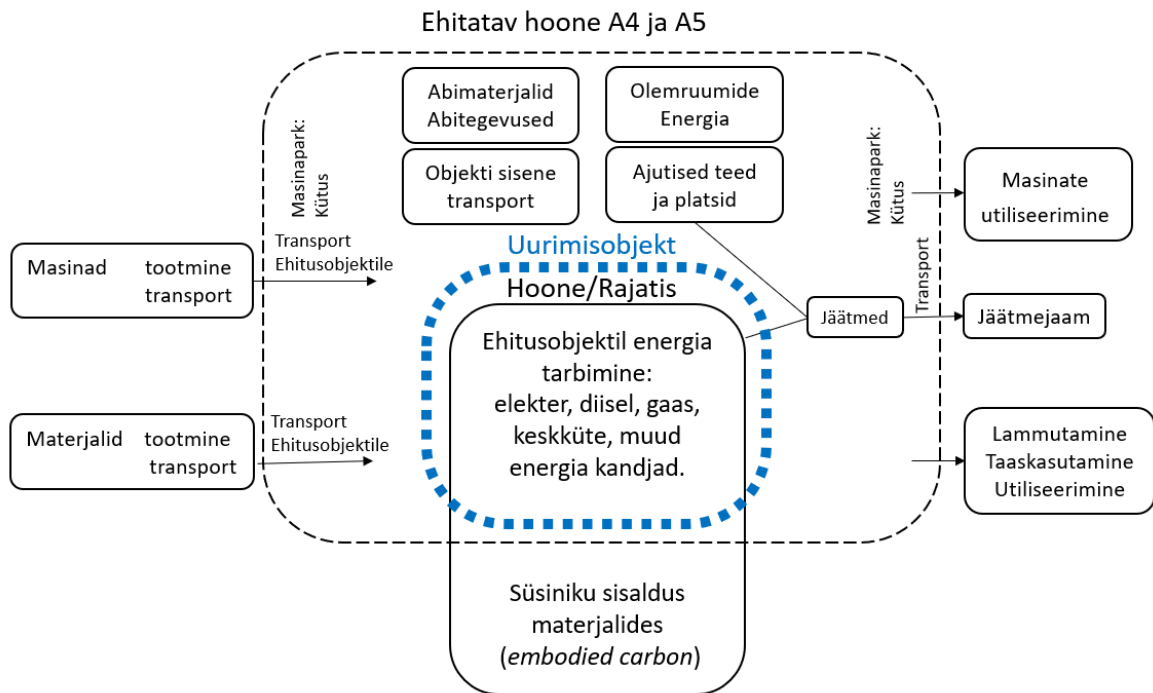 Ehitatav hoone A4 ja A5
Abimaterjalid
Abitegevused
Olemruumide
Energia
Objekti sisene
transport
Ajutised teed
ja platsid
Masinapark:
Kütus
Masinapark:
Kütus
Masinate
utiliseerimine
Masinad tootmine
transport
Transport
Ehitusobjektile
Uurimisobjekt
Hoone/Rajatis
Ehitusobjektil energia
tarbimine:
elekter, diisel, gaas,
keskküte, muud
energia kandjad.
Jäätmed
Transport
Jäätmejaam
Materjalid tootmine
transport
Transport
Ehitusobjektile
Lammutamine
Taaskasutamine
Utiliseerimine
Süsiniku sisaldus
materjalides
(embodied carbon)